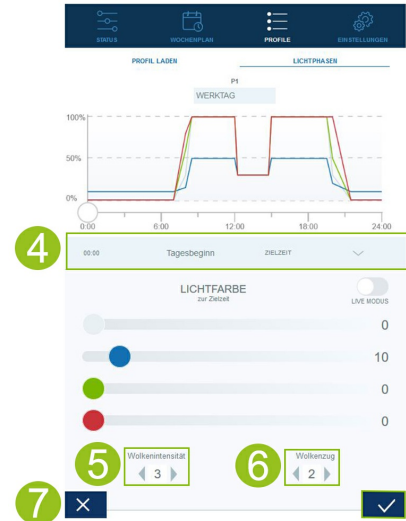 STATUS WOCHENPLAN PROFILE EINSTELLUNGEN
PROFIL LADEN LICHTPHASEN
P1
WERKTAG
100%
50%
0%
0:00 6:00 12:00 18:00 24:00
4 00:00 Tagesbeginn ZIELZEIT
LICHTFARBE
zur Zielzeit
LIVE MODUS
0
10
0
0
5 Wolkenintensität 6 Wolkenzug
3 2
7